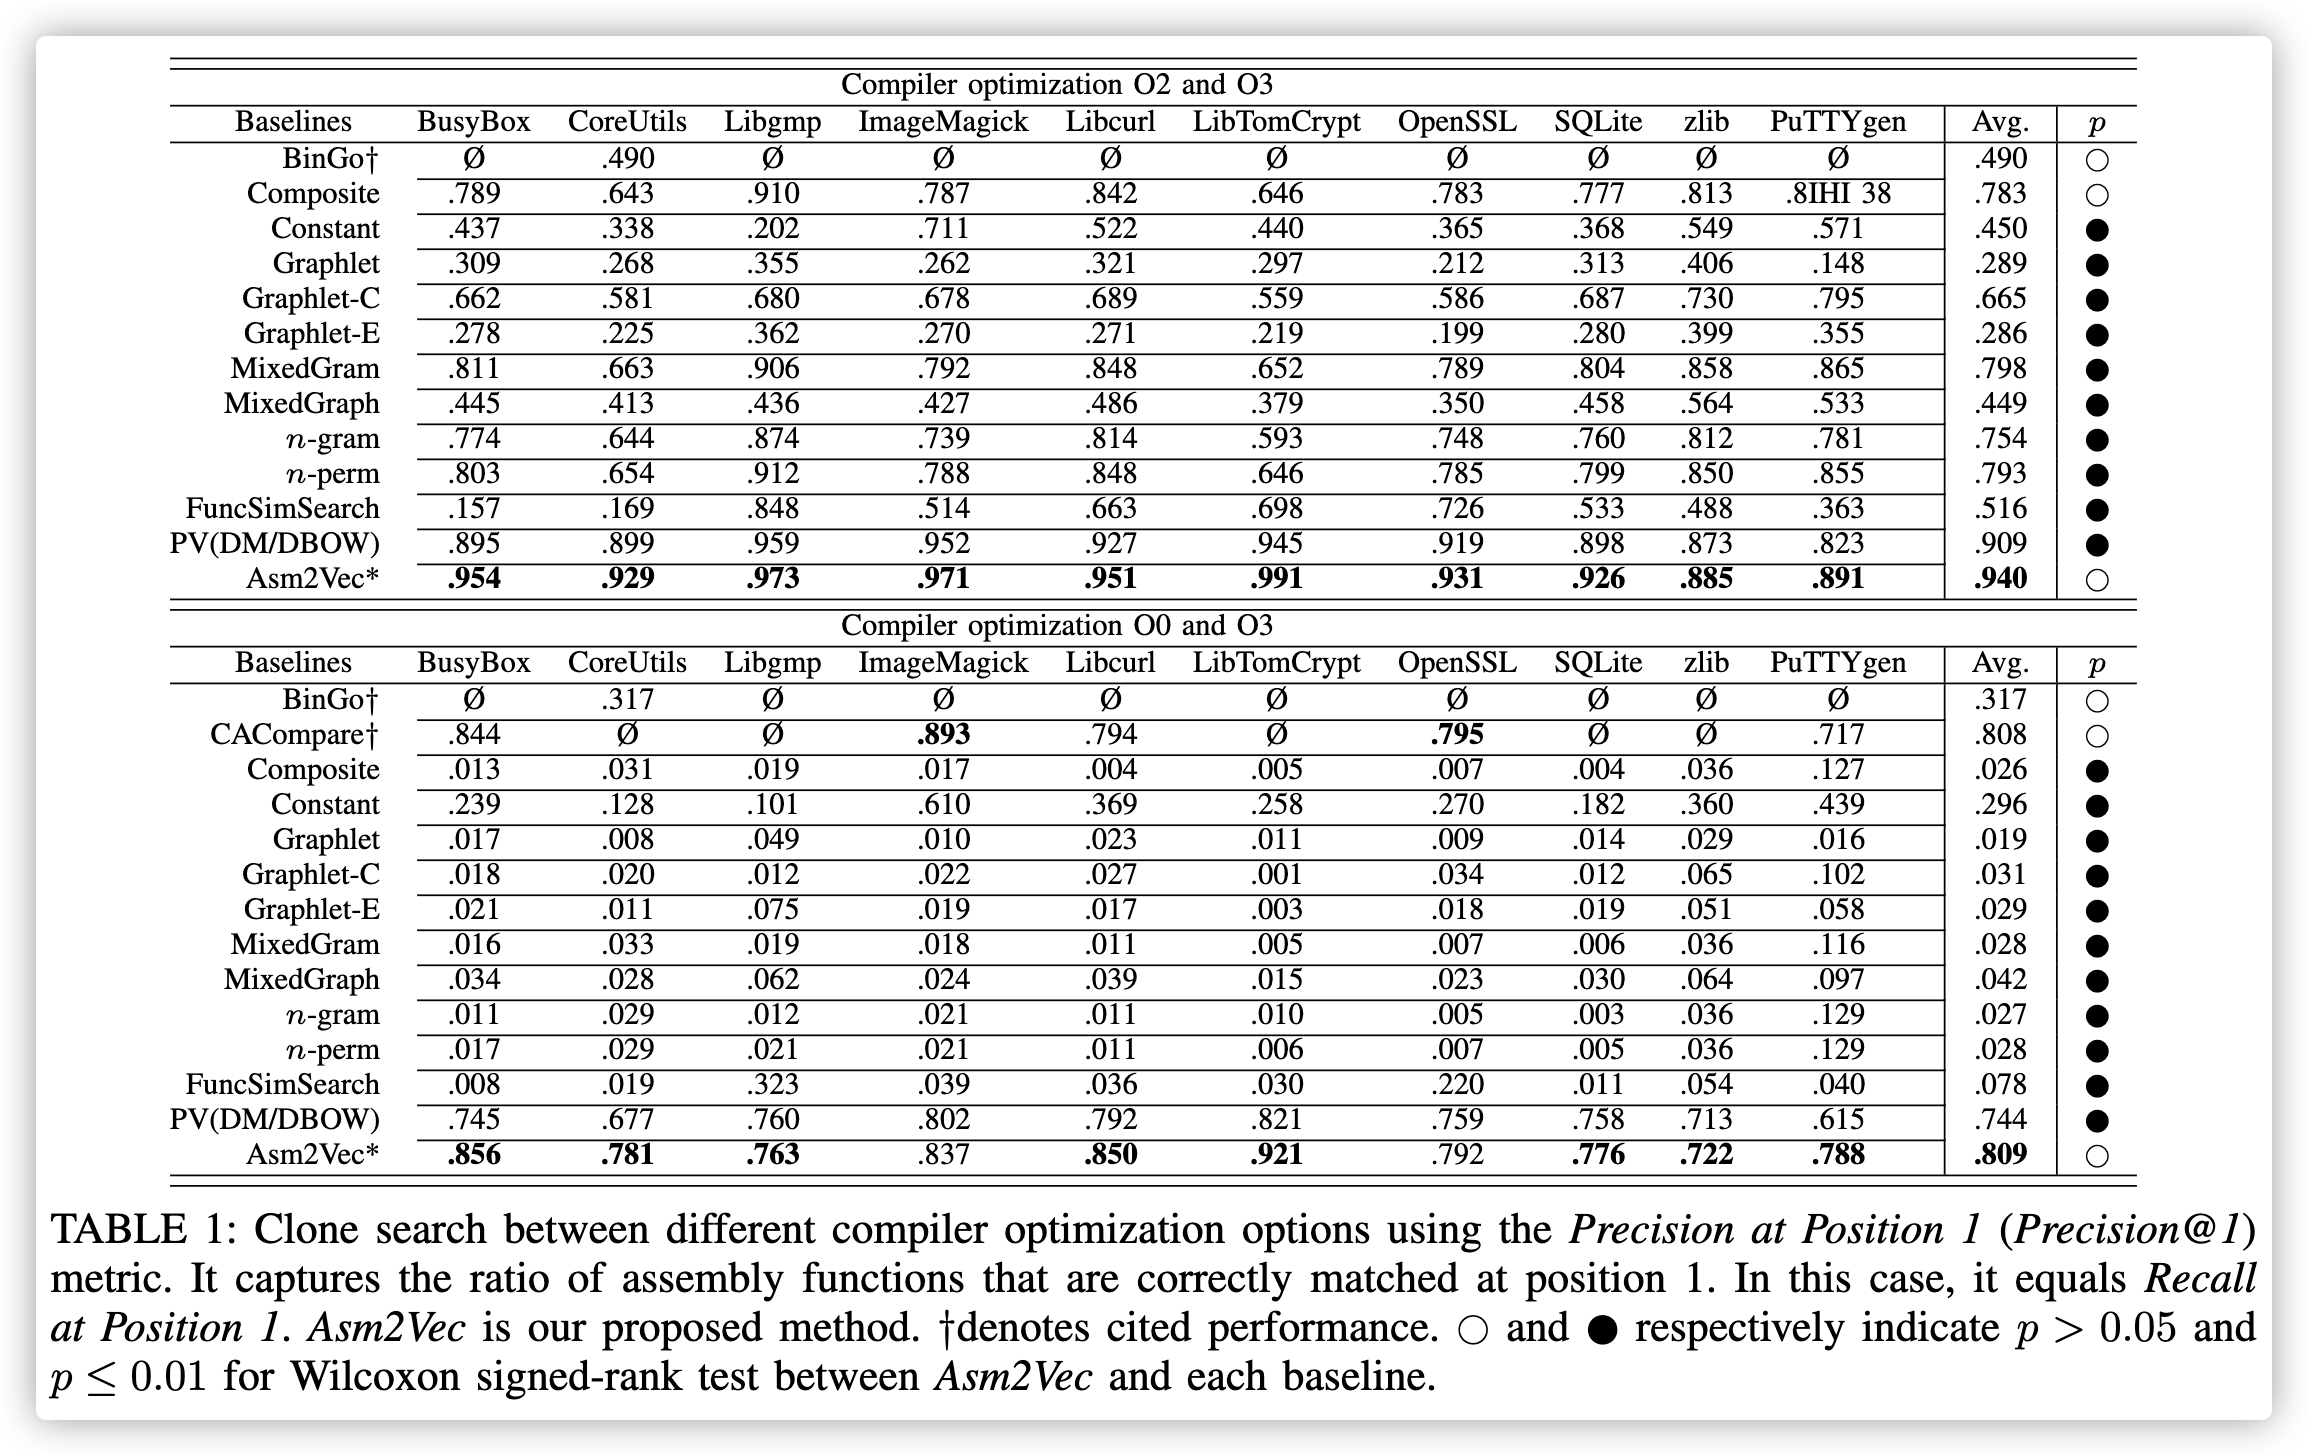 Compiler optimization O2 and O3
Baselines BusyBox CoreUtils Libgmp ImageMagick Libcurl LibTomCrypt OpenSSL SQLite zlib PuTTYgen Avg. p
BinGo† Ø .490 Ø Ø Ø Ø Ø Ø Ø Ø .490 ○
Composite .789 .643 .910 .787 .842 .646 .783 .777 .813 .8IHI 38 .783 ○
Constant .437 .338 .202 .711 .522 .440 .365 .368 .549 .571 .450 ●
Graphlet .309 .268 .355 .262 .321 .297 .212 .313 .406 .148 .289 ●
Graphlet-C .662 .581 .680 .678 .689 .559 .586 .687 .730 .795 .665 ●
Graphlet-E .278 .225 .362 .270 .271 .219 .199 .280 .399 .355 .286 ●
MixedGram .811 .663 .906 .792 .848 .652 .789 .804 .858 .865 .798 ●
MixedGraph .445 .413 .436 .427 .486 .379 .350 .458 .564 .533 .449 ●
n-gram .774 .644 .874 .739 .814 .593 .748 .760 .812 .781 .754 ●
n-perm .803 .654 .912 .788 .848 .646 .785 .799 .850 .855 .793 ●
FuncSimSearch .157 .169 .848 .514 .663 .698 .726 .533 .488 .363 .516 ●
PV(DM/DBOW) .895 .899 .959 .952 .927 .945 .919 .898 .873 .823 .909 ●
Asm2Vec* .954 .929 .973 .971 .951 .991 .931 .926 .885 .891 .940 ○
Compiler optimization O0 and O3
Baselines BusyBox CoreUtils Libgmp ImageMagick Libcurl LibTomCrypt OpenSSL SQLite zlib PuTTYgen Avg. p
BinGo† Ø .317 Ø Ø Ø Ø Ø Ø Ø Ø .317 ○
CACompare† .844 Ø Ø .893 .794 Ø .795 Ø Ø .717 .808 ○
Composite .013 .031 .019 .017 .004 .005 .007 .004 .036 .127 .026 ●
Constant .239 .128 .101 .610 .369 .258 .270 .182 .360 .439 .296 ●
Graphlet .017 .008 .049 .010 .023 .011 .009 .014 .029 .016 .019 ●
Graphlet-C .018 .020 .012 .022 .027 .001 .034 .012 .065 .102 .031 ●
Graphlet-E .021 .011 .075 .019 .017 .003 .018 .019 .051 .058 .029 ●
MixedGram .016 .033 .019 .018 .011 .005 .007 .006 .036 .116 .028 ●
MixedGraph .034 .028 .062 .024 .039 .015 .023 .030 .064 .097 .042 ●
n-gram .011 .029 .012 .021 .011 .010 .005 .003 .036 .129 .027 ●
n-perm .017 .029 .021 .021 .011 .006 .007 .005 .036 .129 .028 ●
FuncSimSearch .008 .019 .323 .039 .036 .030 .220 .011 .054 .040 .078 ●
PV(DM/DBOW) .745 .677 .760 .802 .792 .821 .759 .758 .713 .615 .744 ●
Asm2Vec* .856 .781 .763 .837 .850 .921 .792 .776 .722 .788 .809 ○
TABLE 1: Clone search between different compiler optimization options using the Precision at Position 1 (Precision@1)
metric. It captures the ratio of assembly functions that are correctly matched at position 1. In this case, it equals Recall
at Position 1. Asm2Vec is our proposed method. †denotes cited performance. ○ and ● respectively indicate p > 0.05 and
p ≤ 0.01 for Wilcoxon signed-rank test between Asm2Vec and each baseline.